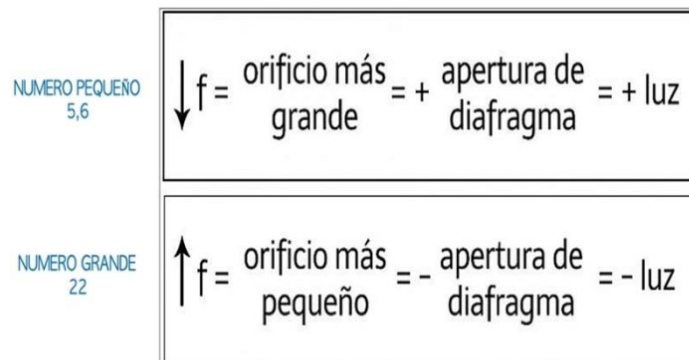 NUMERO PEQUEÑO
5,6
↓ f = orificio más grande = + apertura de diafragma = + luz
NUMERO GRANDE
22
↑ f = orificio más pequeño = - apertura de diafragma = - luz